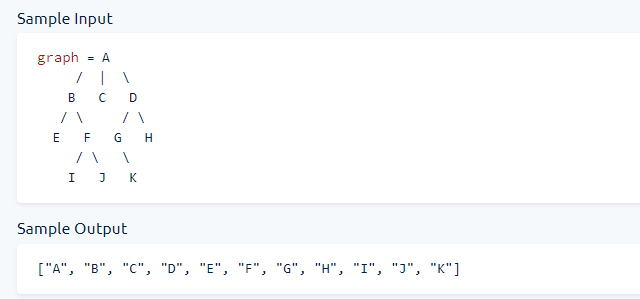 Sample Input
graph = A
/ | \
B C D
/ \ / \
E F G H
/ \ \
I J K
Sample Output
["A", "B", "C", "D", "E", "F", "G", "H", "I", "J", "K"]